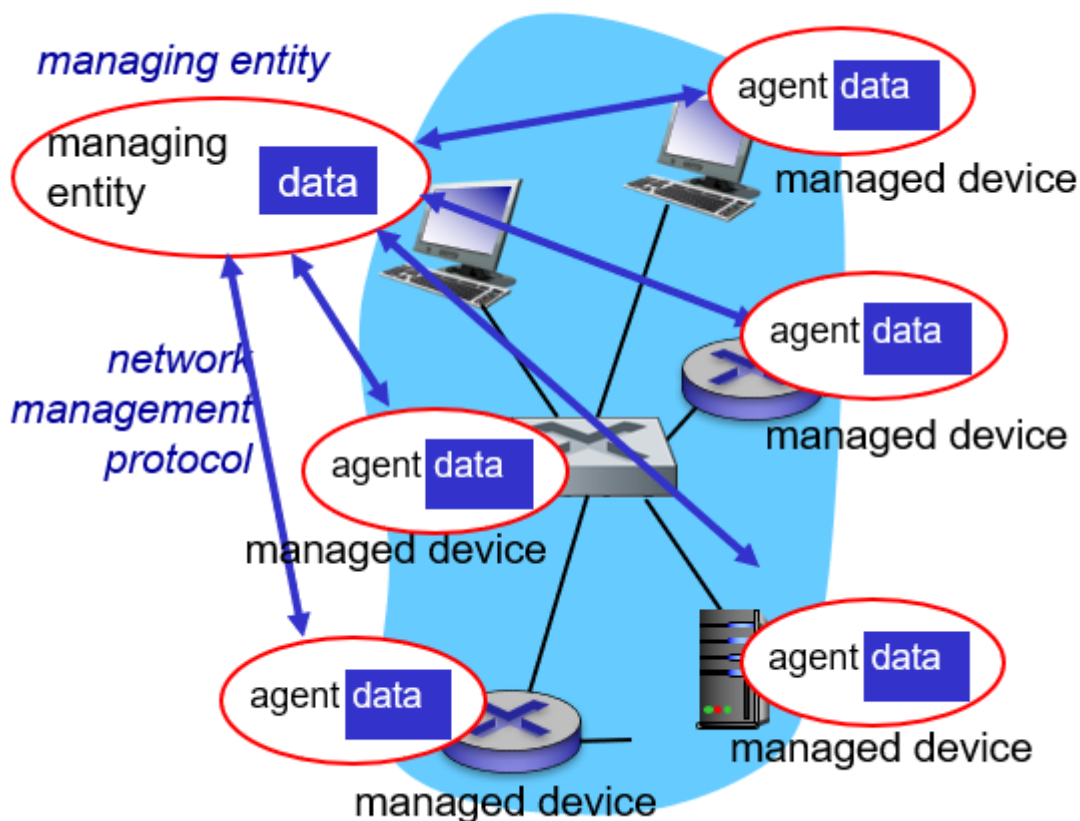 managing entity
managing
entity
data
agent data
managed device
agent data
managed device
network
management
protocol
agent data
managed device
agent data
managed device
agent data
managed device